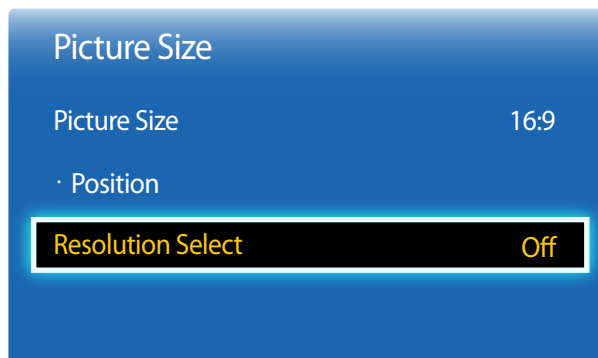 Picture Size
Picture Size 16:9
· Position
Resolution Select Off